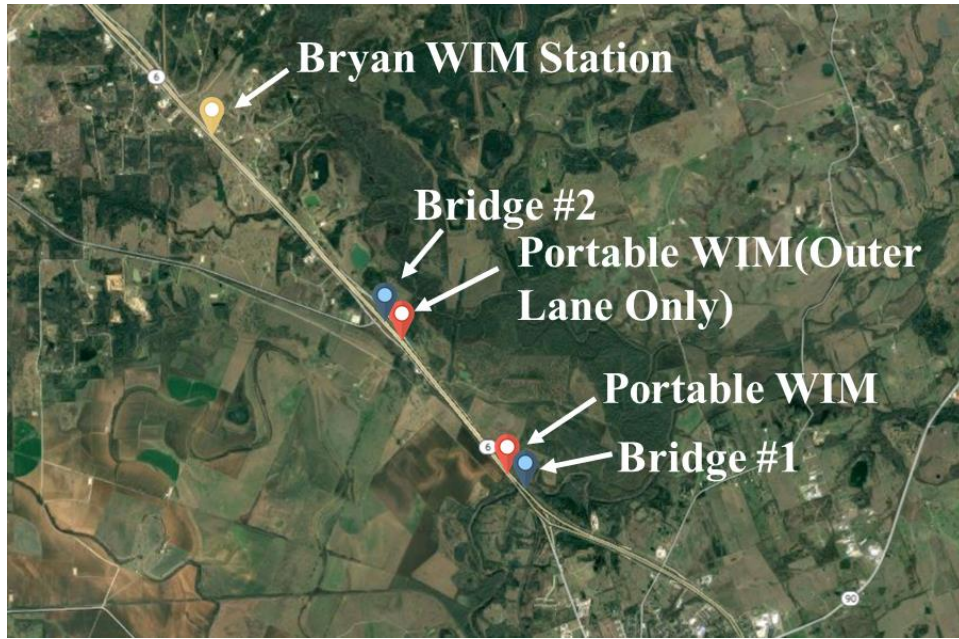 Bryan WIM Station
6
Bridge #2
Portable WIM(Outer
Lane Only)
Portable WIM
6
Bridge #1
90